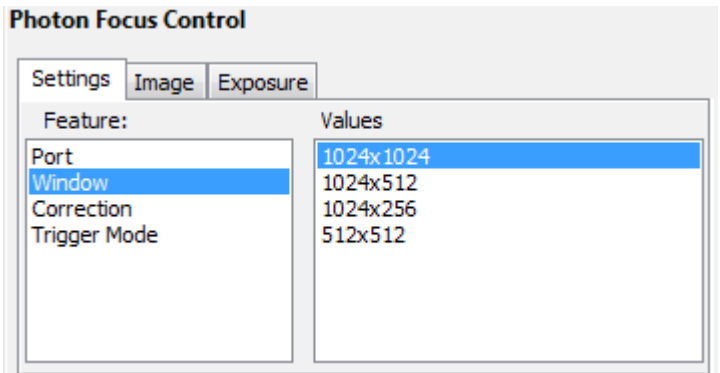 Photon Focus Control
Settings Image Exposure
Feature: Values
Port 1024x1024
Window 1024x512
Correction 1024x256
Trigger Mode 512x512